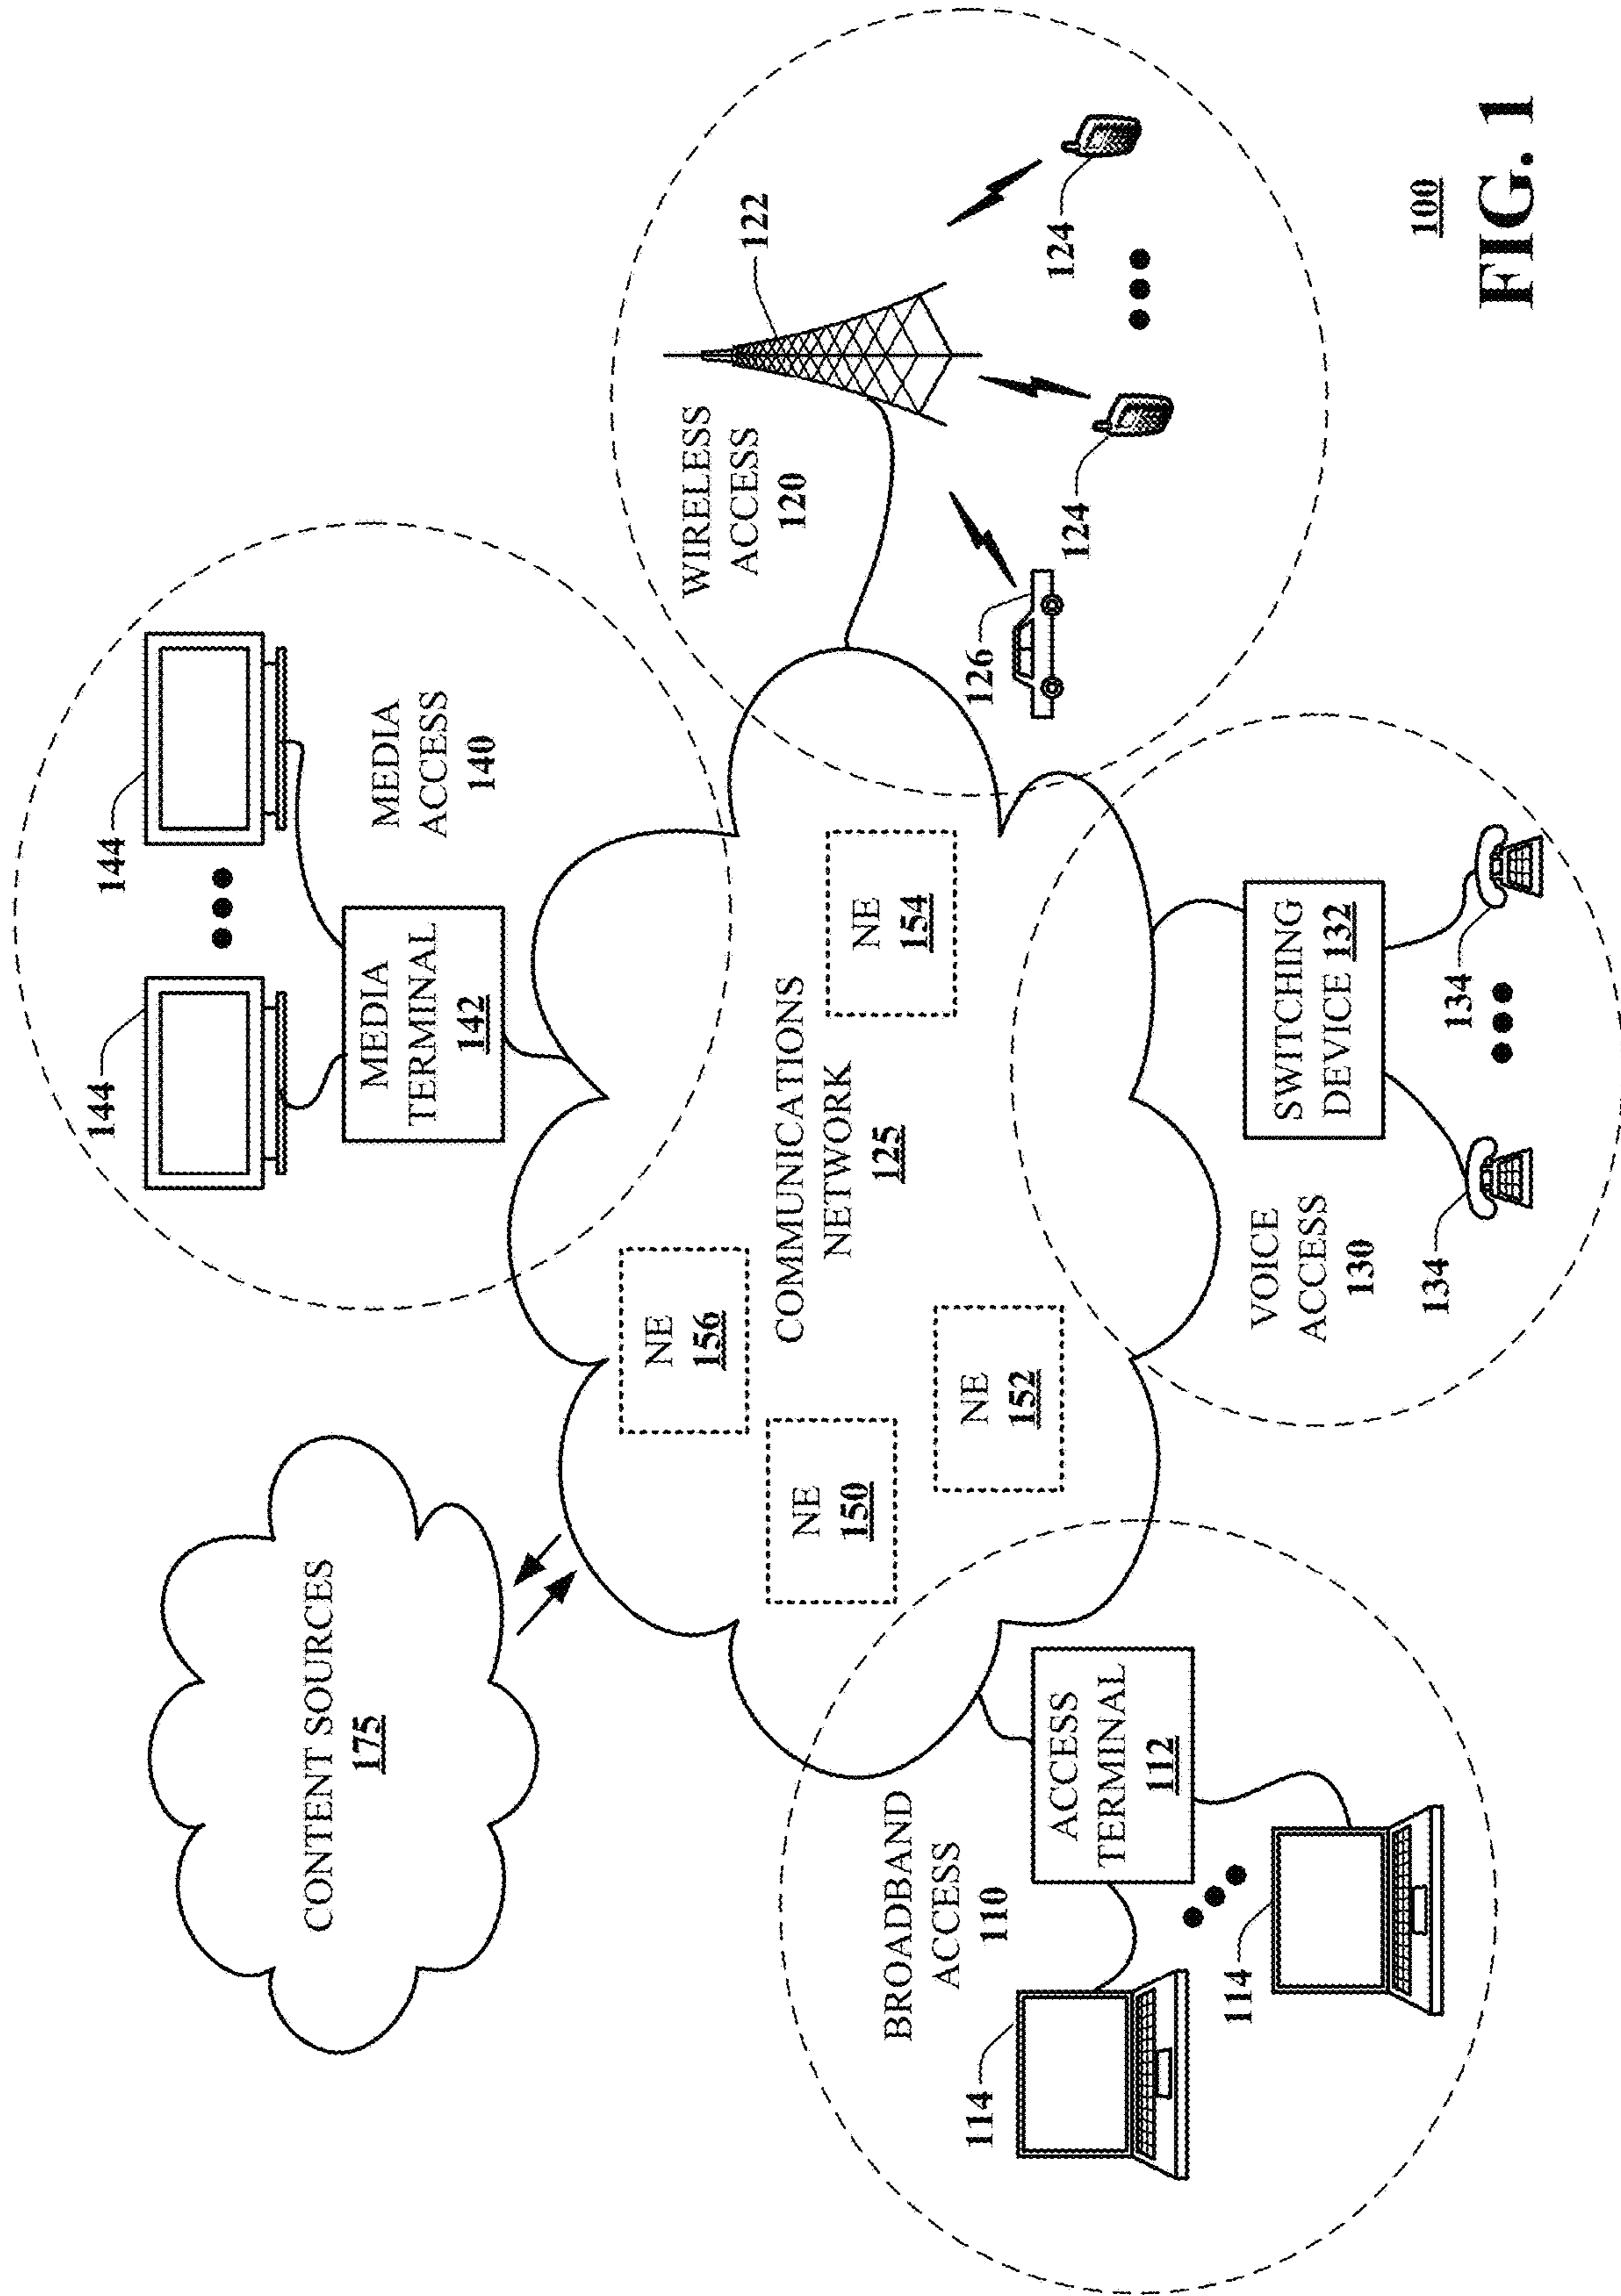 CONTENT SOURCES
175
144
144
MEDIA
TERMINAL
142
MEDIA
ACCESS
140
WIRELESS
ACCESS
120
122
124
124
126
NE
156
NE
150
NE
152
NE
154
COMMUNICATIONS
NETWORK
125
BROADBAND
ACCESS
110
ACCESS
TERMINAL
112
114
114
VOICE
ACCESS
130
SWITCHING
DEVICE 132
134
134
100
FIG. 1